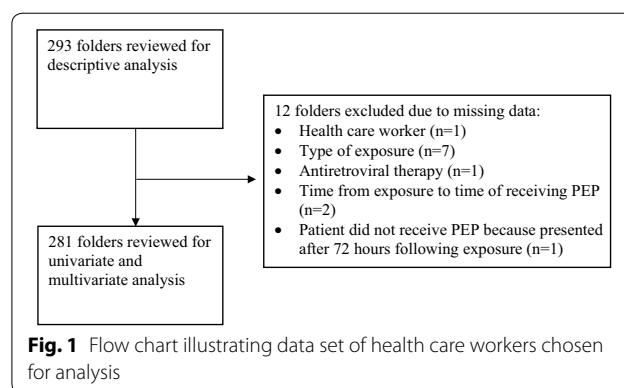 293 folders reviewed for
descriptive analysis
12 folders excluded due to missing data:
• Health care worker (n=1)
• Type of exposure (n=7)
• Antiretroviral therapy (n=1)
• Time from exposure to time of receiving PEP
(n=2)
• Patient did not receive PEP because presented
after 72 hours following exposure (n=1)
281 folders reviewed for
univariate and
multivariate analysis
Fig. 1 Flow chart illustrating data set of health care workers chosen
for analysis